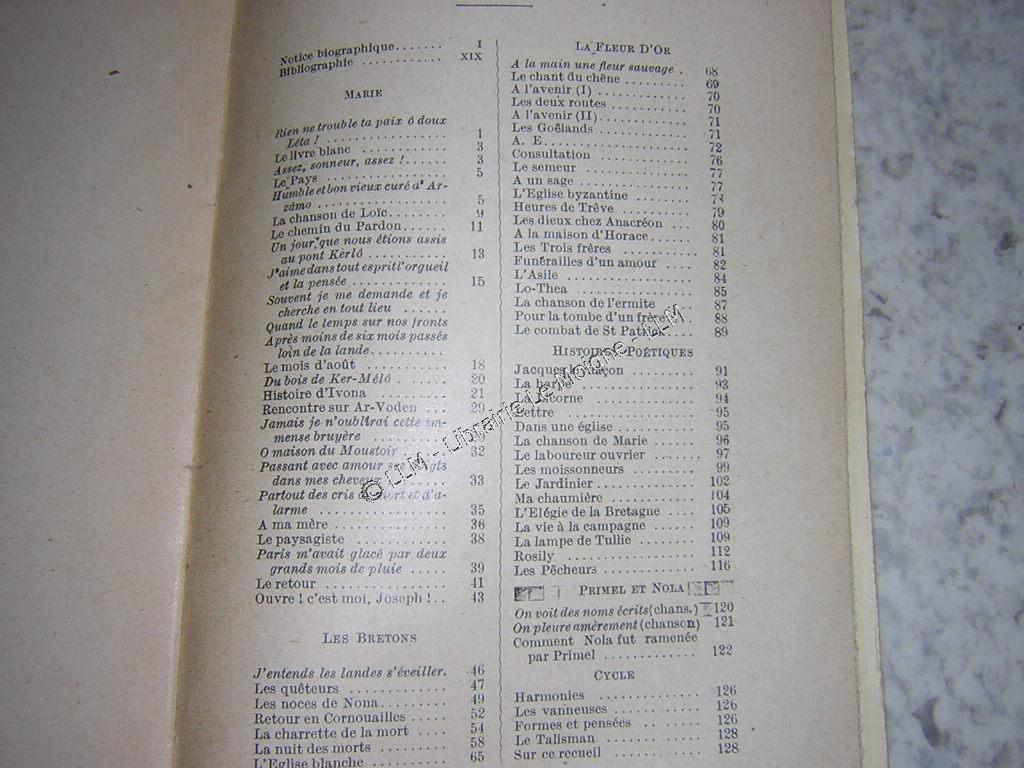 Notice biographique....... I
Bibliographie ............ XIX
MARIE
Rien ne trouble ta paix ô doux
Léta ! .................. 1
Le livre blanc ............ 3
Assez, sonneur, assez !...... 3
Le Pays .................. 5
Humble et bon vieux curé d'Ar-
zâmo .................... 5
La chanson de Loïc........ 9
Le chemin du Pardon....... 11
Un jour que nous étions assis
au pont Kerlô ........... 13
J'aime dans tout esprit l'orgueil
et la pensée .............. 15
Souvent je me demande et je
cherche en tout lieu ......
Quand le temps sur nos fronts
Après moins de six mois passés
loin de la lande...........
Le mois d'août ........... 18
Du bois de Ker-Mélô ....... 20
Histoire d'Ivona .......... 21
Rencontre sur Ar-Voden ... 29
Jamais je n'oublîrai cette im-
mense bruyère ..........
O maison du Moustoir ...... 32
Passant avec amour ses doigts
dans mes cheveux ........ 33
Partout des cris de mort et d'a-
larme .................. 35
A ma mère ............... 36
Le paysagiste ............. 38
Paris m'avait glacé par deux
grands mois de pluie ..... 39
Le retour ................ 41
Ouvre ! c'est moi, Joseph ! .. 43
LES BRETONS
J'entends les landes s'éveiller. 46
Les quêteurs ............. 47
Les noces de Nona......... 49
Retour en Cornouailles ..... 52
La charrette de la mort .... 54
La nuit des morts ......... 58
L'Eglise blanche .......... 65
LA FLEUR D'OR
A la main une fleur sauvage . 68
Le chant du chêne ......... 69
A l'avenir (I) ............. 70
Les deux routes ........... 70
A l'avenir (II)............. 71
Les Goëlands ............. 71
A. E..................... 72
Consultation ............. 76
Le semeur ............... 77
A un sage ................ 77
L'Eglise byzantine ........ 78
Heures de Trêve .......... 79
Les dieux chez Anacréon ... 80
A la maison d'Horace....... 81
Les Trois frères ........... 81
Funérailles d'un amour .... 82
L'Asile .................. 84
Lo-Thea ................. 85
La chanson de l'ermite ..... 87
Pour la tombe d'un frère ... 88
Le combat de St Patrick.... 89
HISTOIRES POÉTIQUES
Jacques le maçon ......... 91
La barque ............... 93
La licorne ............... 94
Lettre ................... 95
Dans une église ........... 95
La chanson de Marie ...... 96
Le laboureur ouvrier ...... 97
Les moissonneurs ......... 99
Le Jardinier .............. 102
Ma chaumière ............ 104
L'Elégie de la Bretagne .... 105
La vie à la campagne ...... 109
La lampe de Tullie ........ 109
Rosily ................... 112
Les Pêcheurs ............. 116
PRIMEL ET NOLA
On voit des noms écrits (chans.) 120
On pleure amèrement (chanson) 121
Comment Nola fut ramenée
par Primel ............. 122
CYCLE
Harmonies .............. 126
Les vanneuses ............ 126
Formes et pensées .. ...... 126
Le Talisman ............. 128
Sur ce recueil ............ 128
© LLM - Librairie Le Moigne - LLM